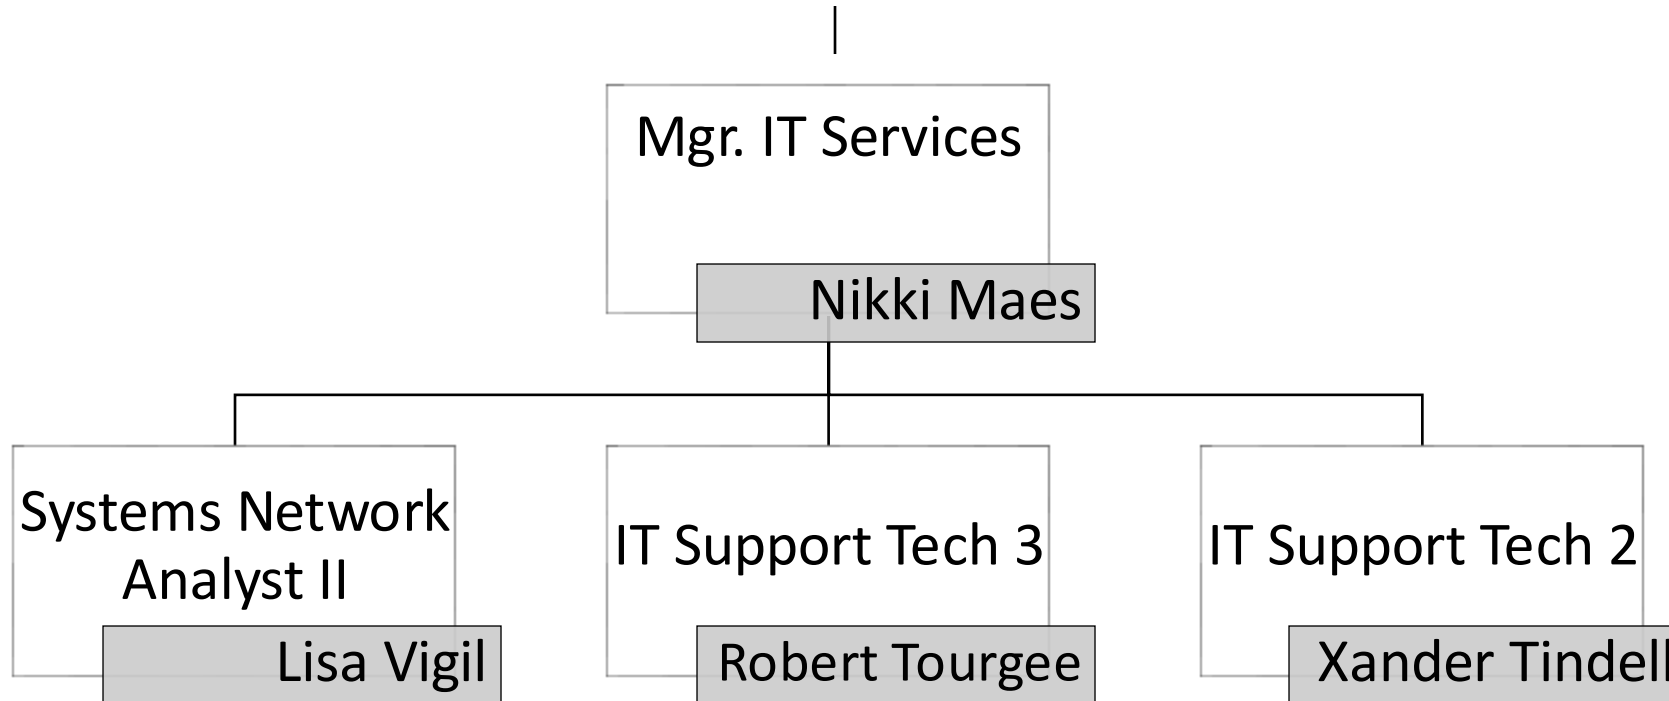 Mgr. IT Services
Nikki Maes
Systems Network
Analyst II
Lisa Vigil
IT Support Tech 3
Robert Tourgee
IT Support Tech 2
Xander Tindell